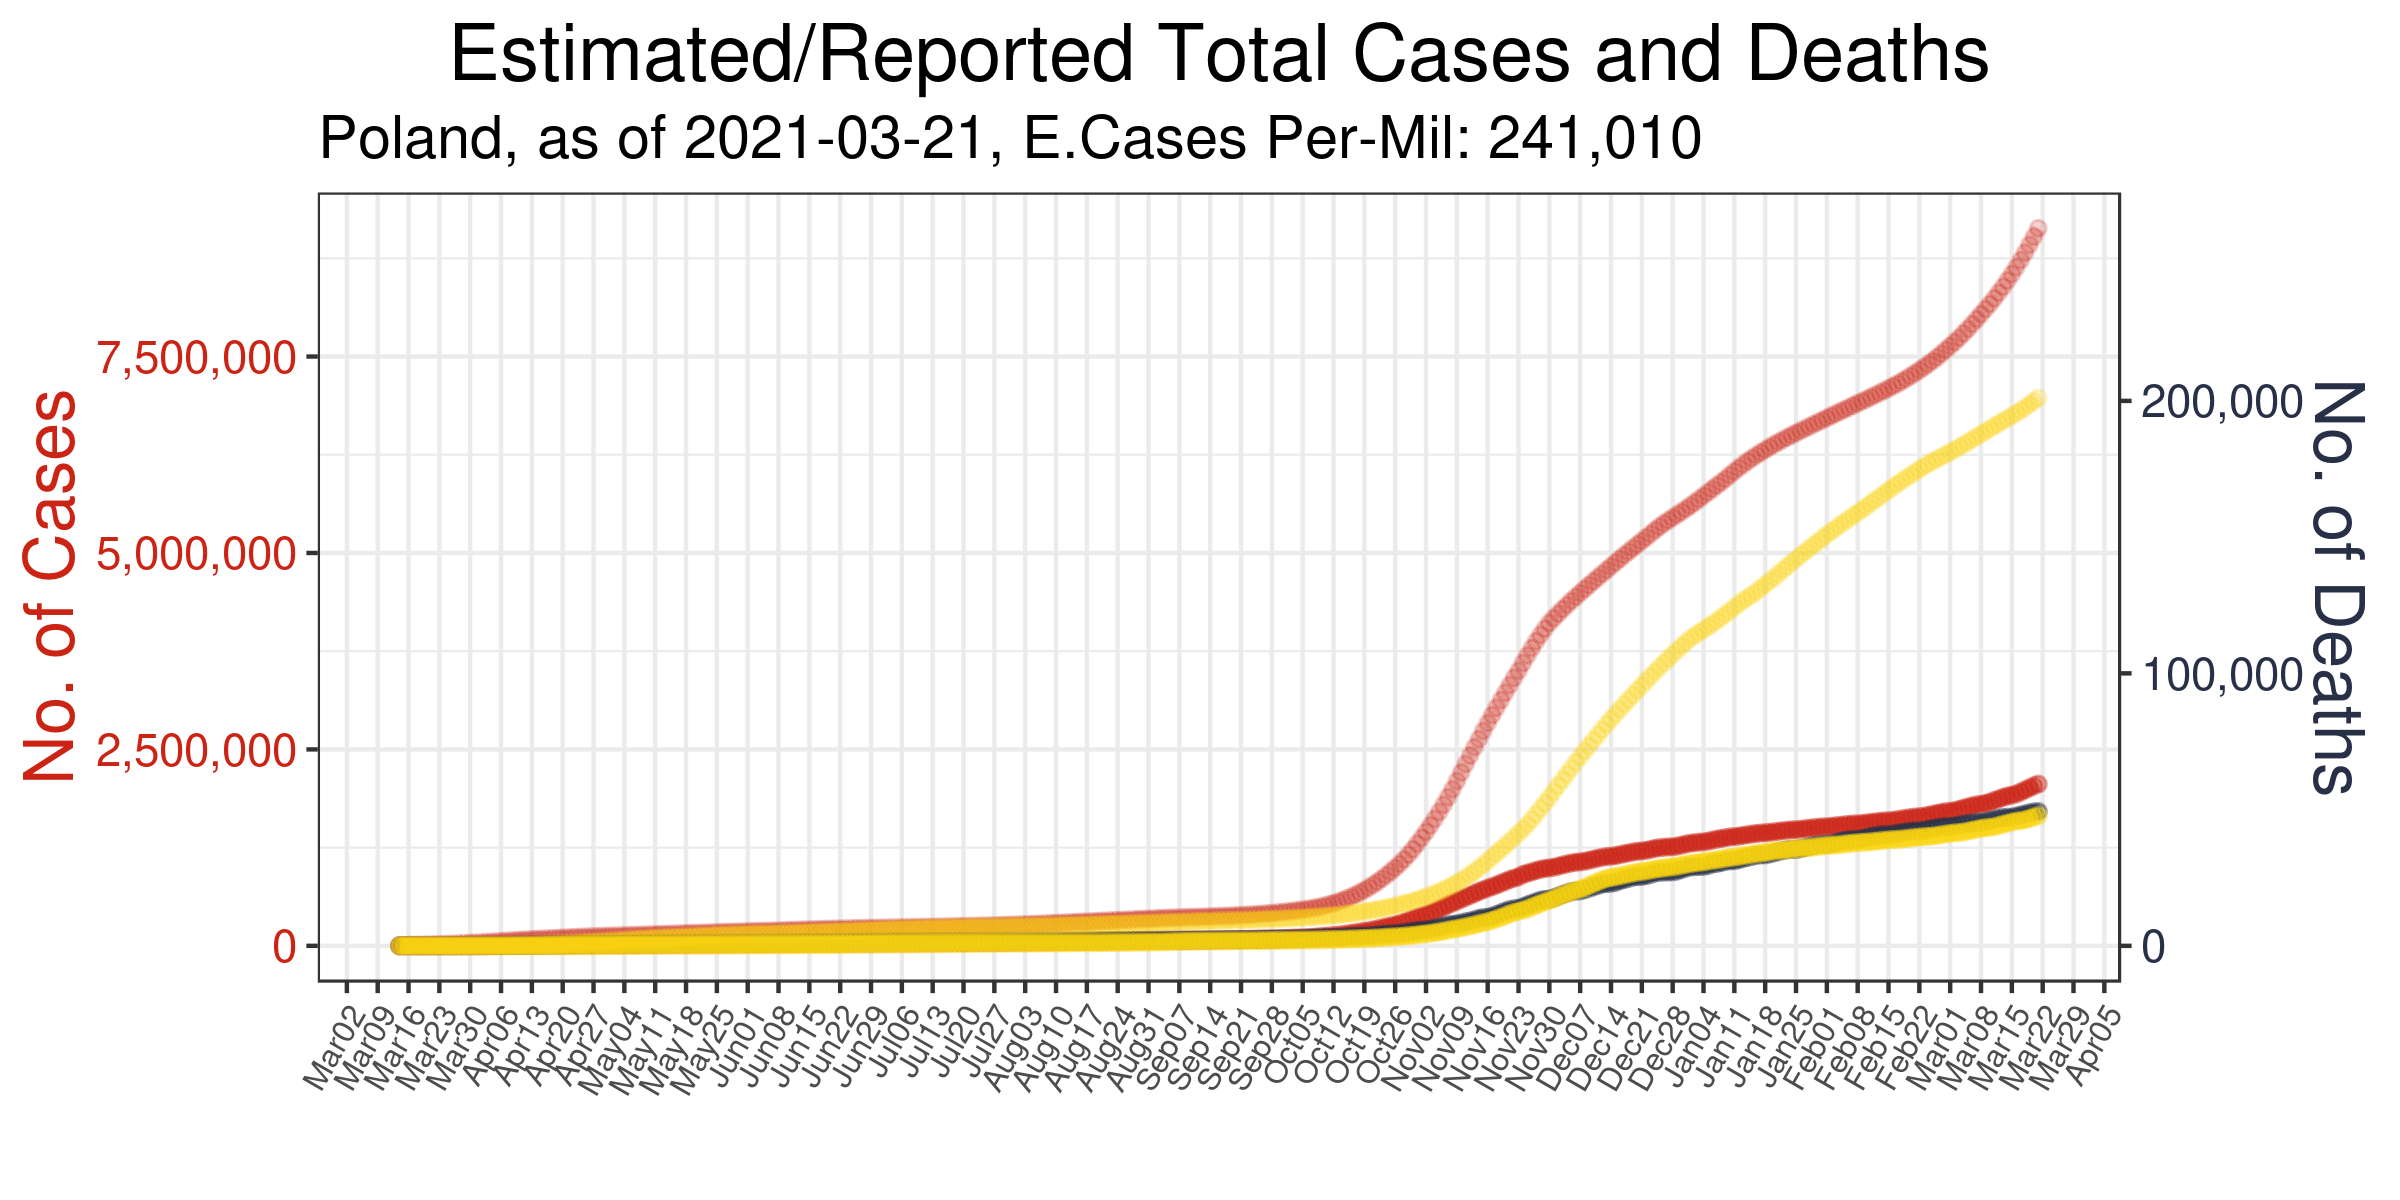 Estimated/Reported Total Cases and Deaths
Poland, as of 2021-03-21, E.Cases Per-Mil: 241,010
No. of Cases
7,500,000
5,000,000
2,500,000
0
200,000
100,000
0
No. of Deaths
Mar02
Mar09
Mar16
Mar23
Mar30
Apr06
Apr13
Apr20
Apr27
May04
May11
May18
May25
Jun01
Jun08
Jun15
Jun22
Jun29
Jul06
Jul13
Jul20
Jul27
Aug03
Aug10
Aug17
Aug24
Aug31
Sep07
Sep14
Sep21
Sep28
Oct05
Oct12
Oct19
Oct26
Nov02
Nov09
Nov16
Nov23
Nov30
Dec07
Dec14
Dec21
Dec28
Jan04
Jan11
Jan18
Jan25
Feb01
Feb08
Feb15
Feb22
Mar01
Mar08
Mar15
Mar22
Mar29
Apr05